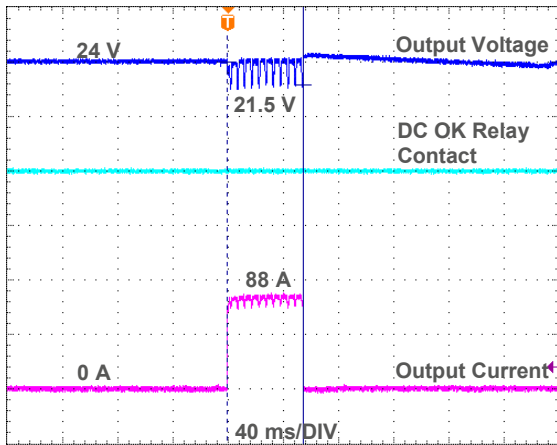 T
24 V
Output Voltage
21.5 V
DC OK Relay
Contact
88 A
0 A
Output Current
40 ms/DIV